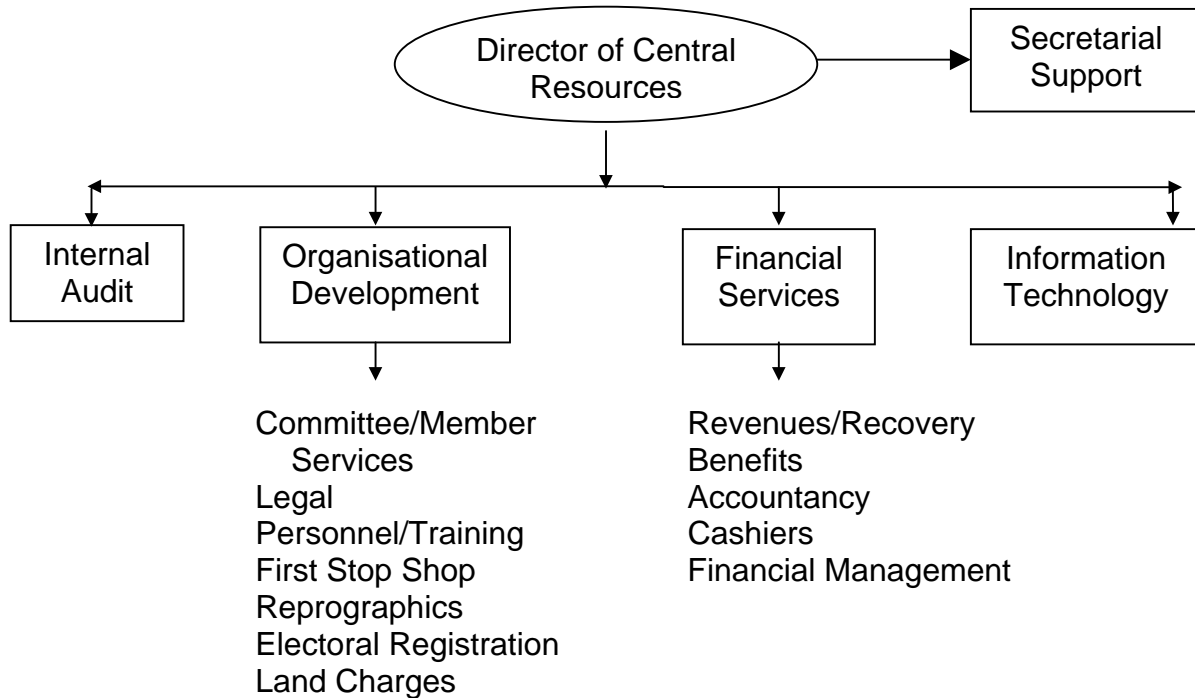 Director of Central
Resources
Secretarial
Support
Internal
Audit
Organisational
Development
Financial
Services
Information
Technology
Committee/Member
Services
Legal
Personnel/Training
First Stop Shop
Reprographics
Electoral Registration
Land Charges
Revenues/Recovery
Benefits
Accountancy
Cashiers
Financial Management